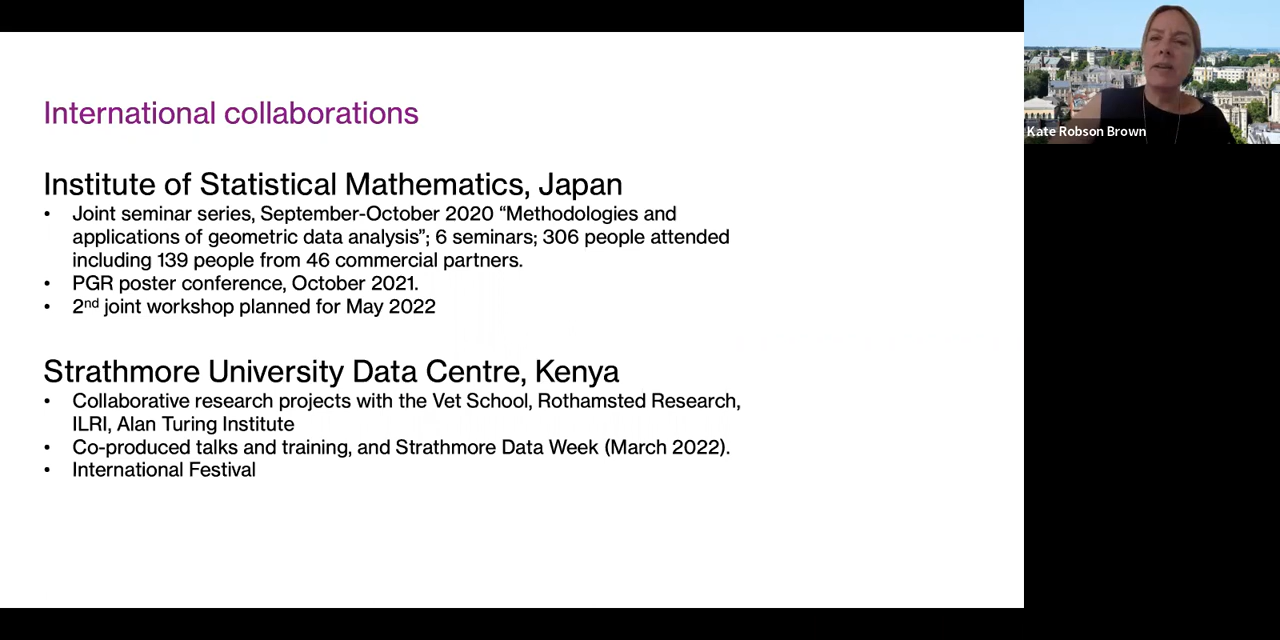 International collaborations
Institute of Statistical Mathematics, Japan
• Joint seminar series, September-October 2020 “Methodologies and
applications of geometric data analysis”; 6 seminars; 306 people attended
including 139 people from 46 commercial partners.
• PGR poster conference, October 2021.
• 2nd joint workshop planned for May 2022
Strathmore University Data Centre, Kenya
• Collaborative research projects with the Vet School, Rothamsted Research,
ILRI, Alan Turing Institute
• Co-produced talks and training, and Strathmore Data Week (March 2022).
• International Festival
Kate Robson Brown